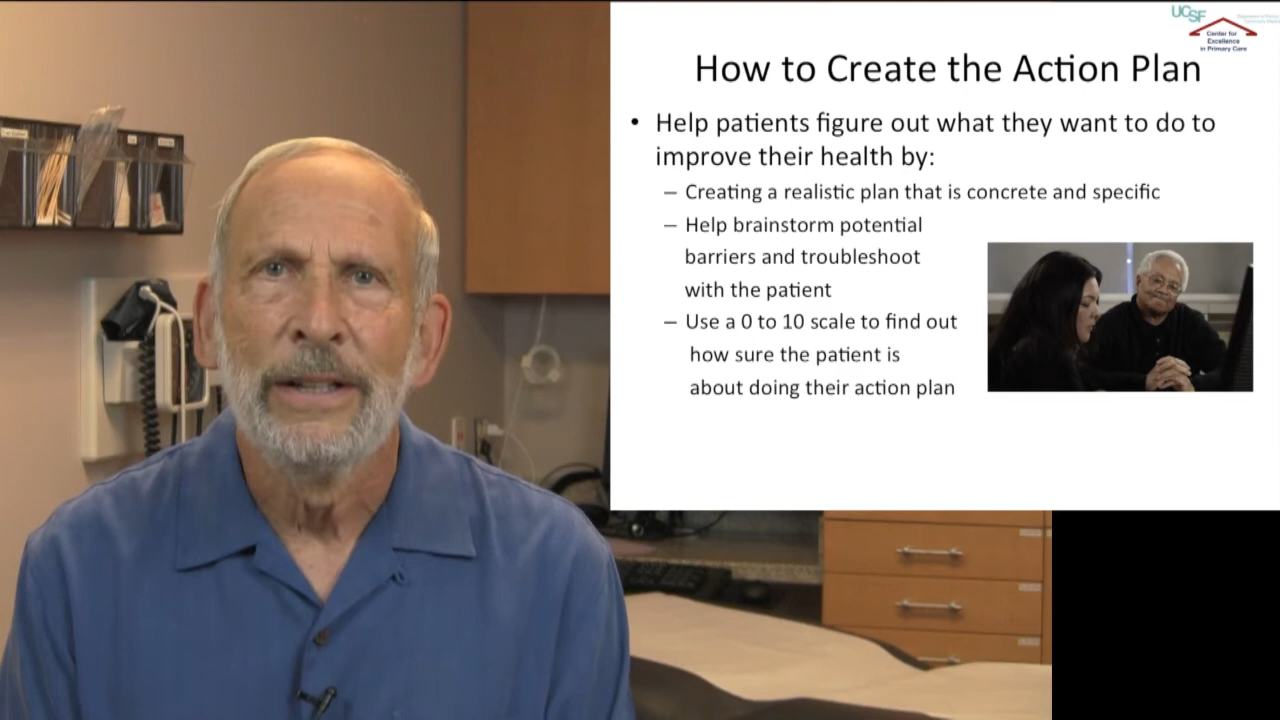 UCSF
Center for
Excellence
in Primary Care
How to Create the Action Plan
• Help patients figure out what they want to do to
improve their health by:
– Creating a realistic plan that is concrete and specific
– Help brainstorm potential
barriers and troubleshoot
with the patient
– Use a 0 to 10 scale to find out
how sure the patient is
about doing their action plan